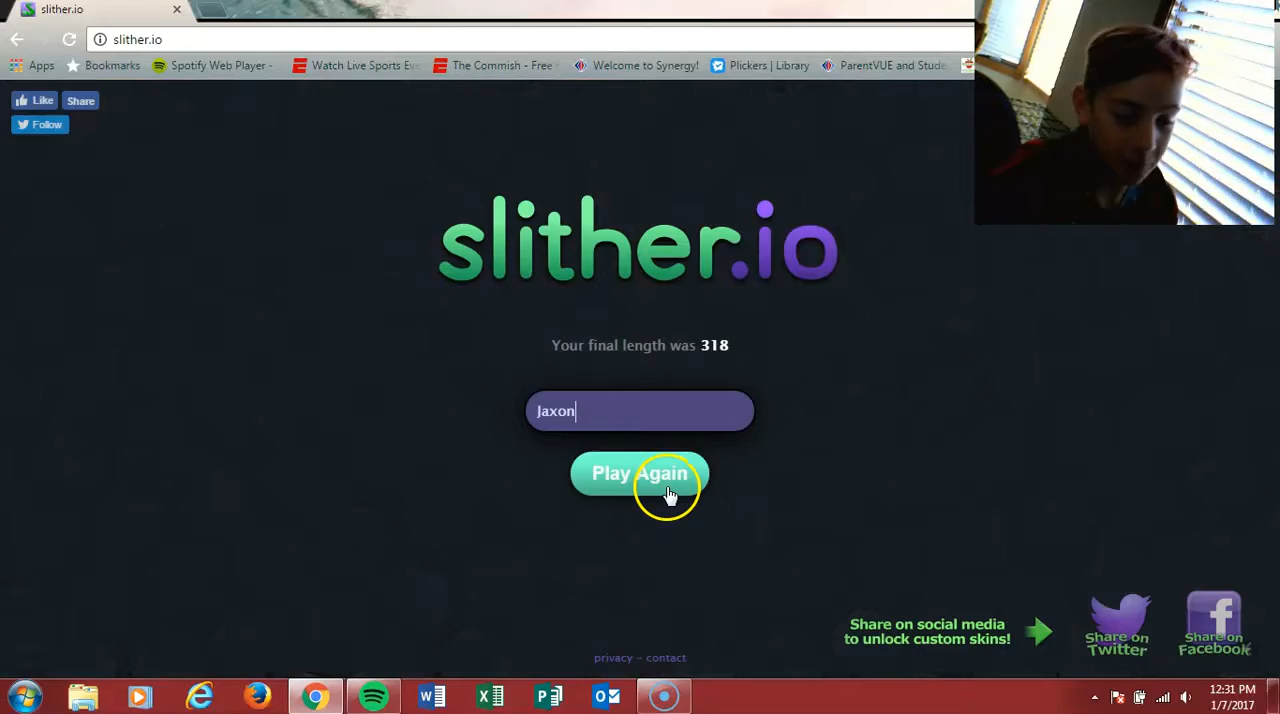 slither.io
slither.io
Apps Bookmarks Spotify Web Player Watch Live Sports Eve The Commish - Free Welcome to Synergy! Plickers | Library ParentVUE and Stude
Like Share
Follow
slither.io
Your final length was 318
Jaxon
Play Again
Share on social media
to unlock custom skins!
Share on
Twitter
Share on
Facebook
privacy - contact
12:31 PM
1/7/2017